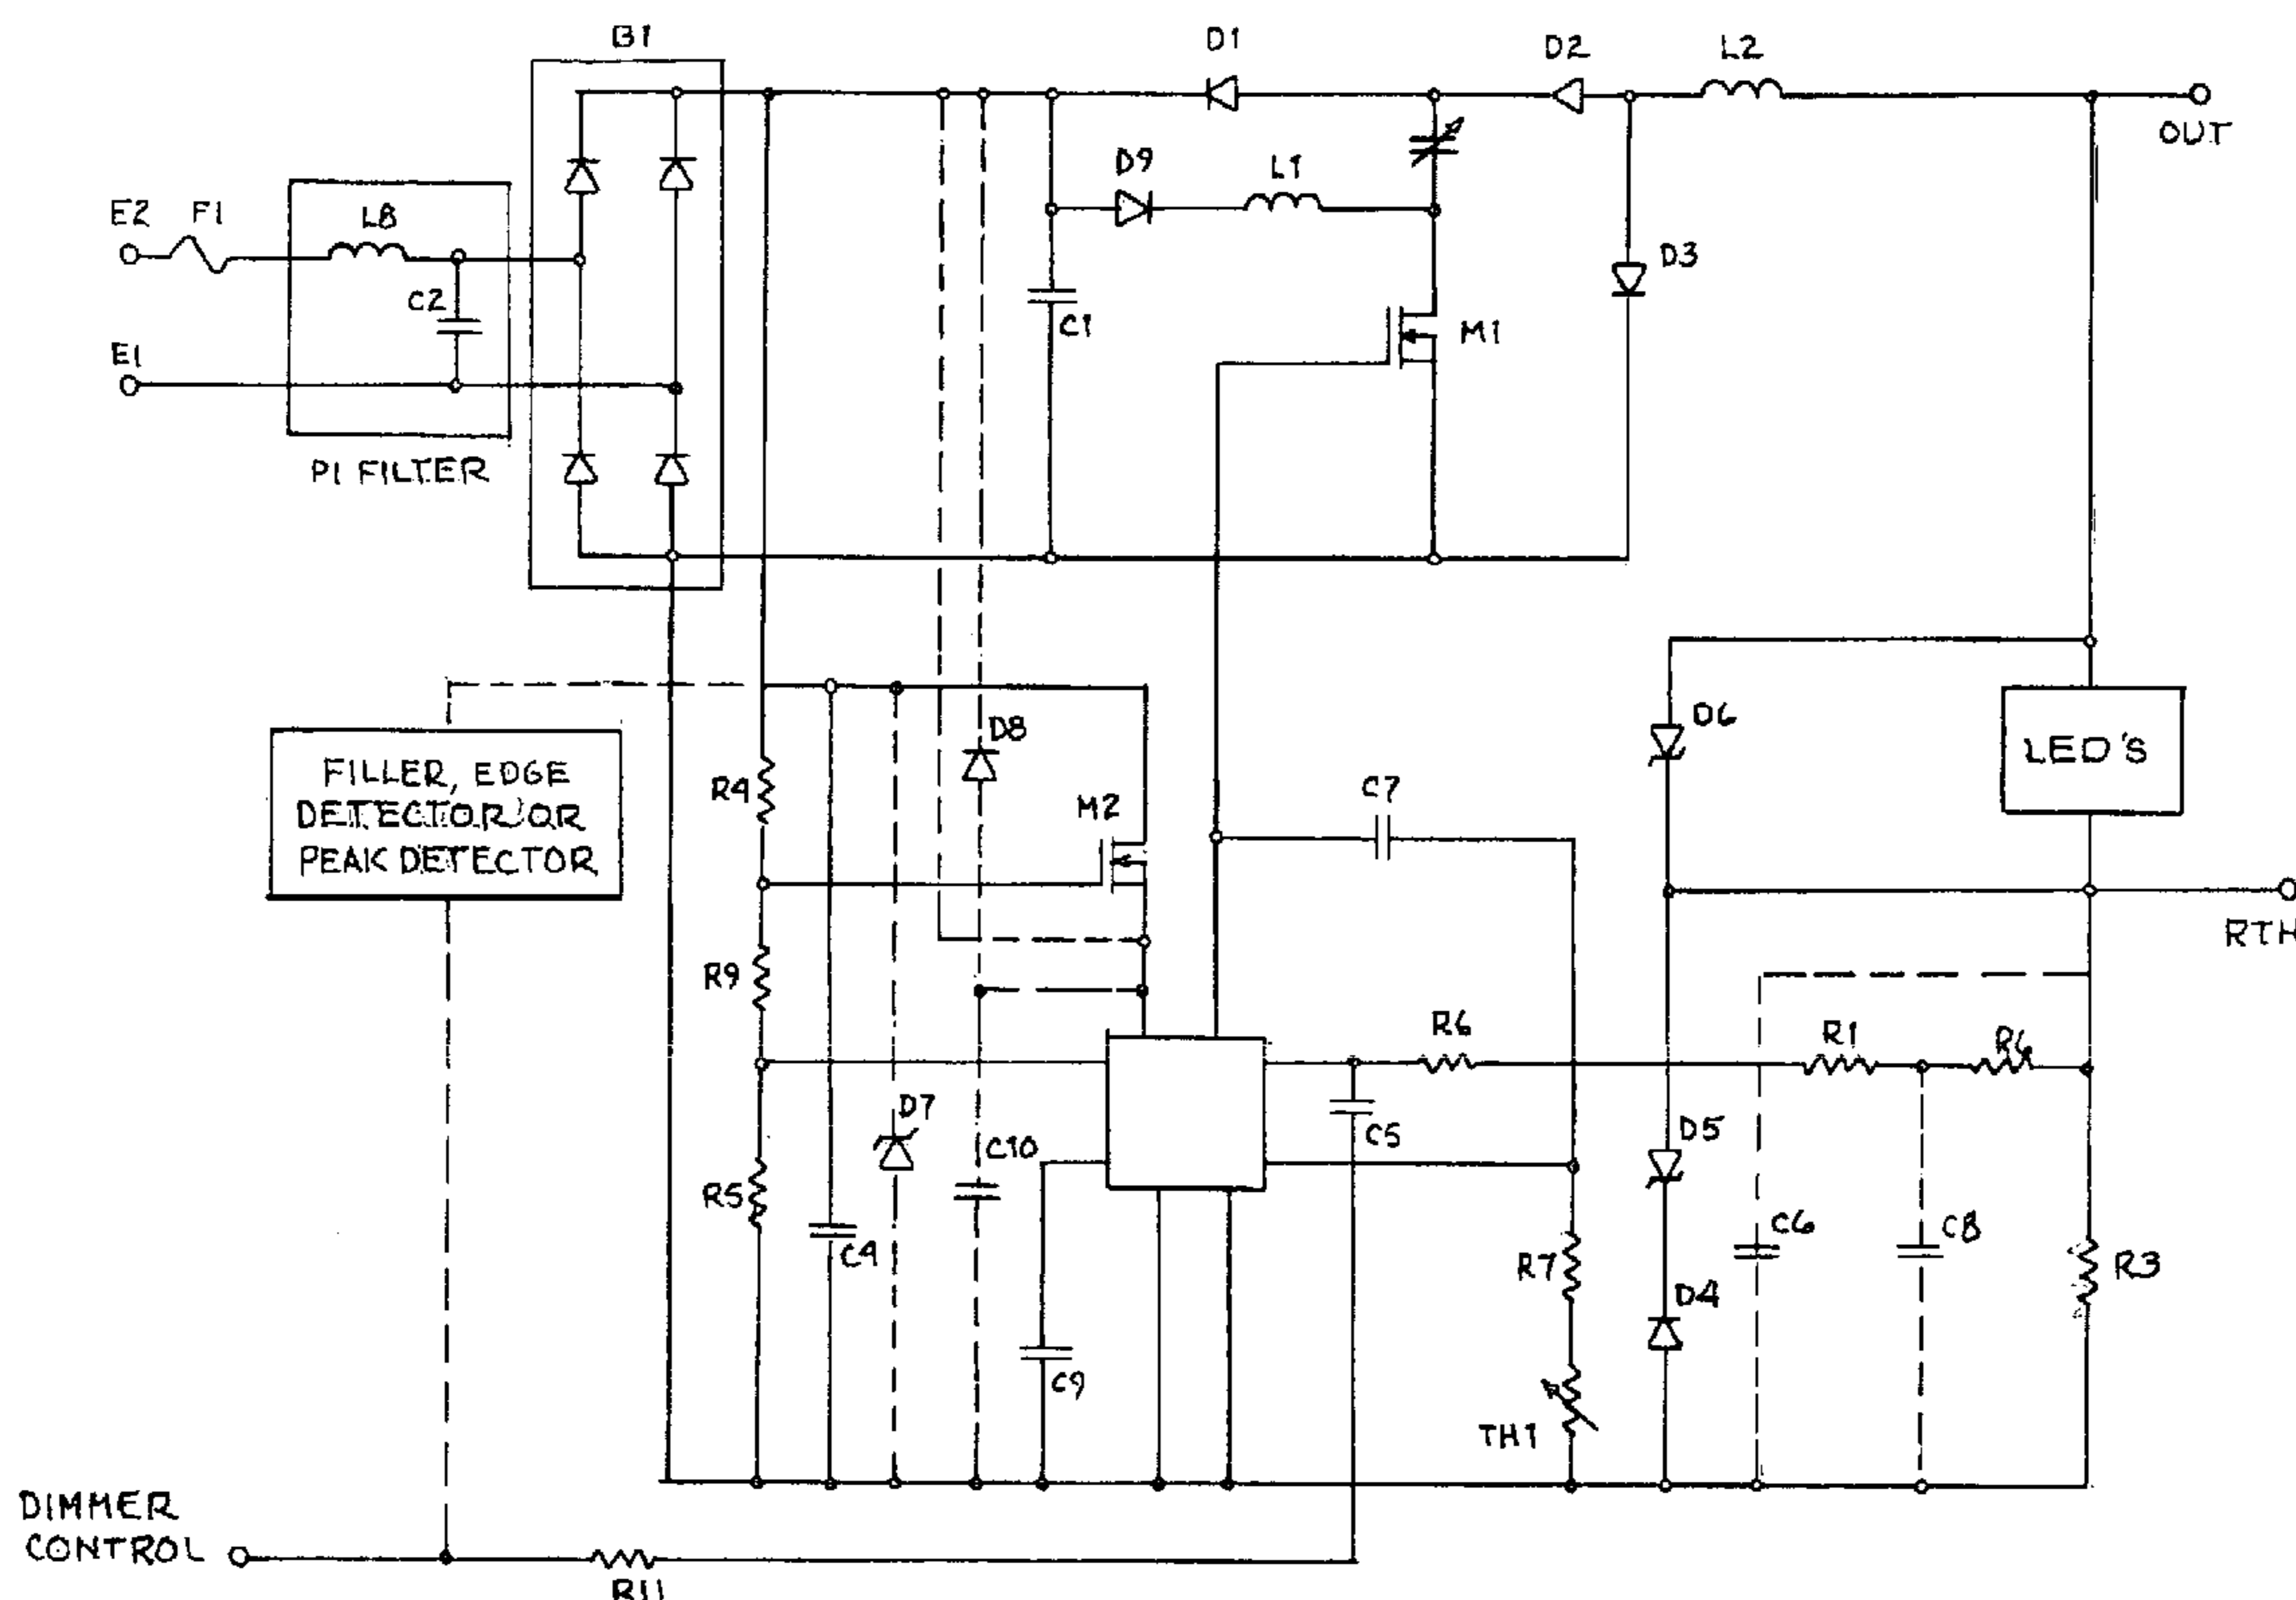 B1
D1
D2
L2
OUT
E2
F1
L8
C2
E1
PI FILTER
D9
L1
C1
M1
D3
D6
LED'S
FILLER, EDGE
DETECTOR, OR
PEAK DETECTOR
R4
D8
M2
C7
RTH
R9
R6
R1
R6
D7
C10
C5
D5
R5
C4
C6
C8
R3
R7
D4
C9
TH1
DIMMER
CONTROL
R11